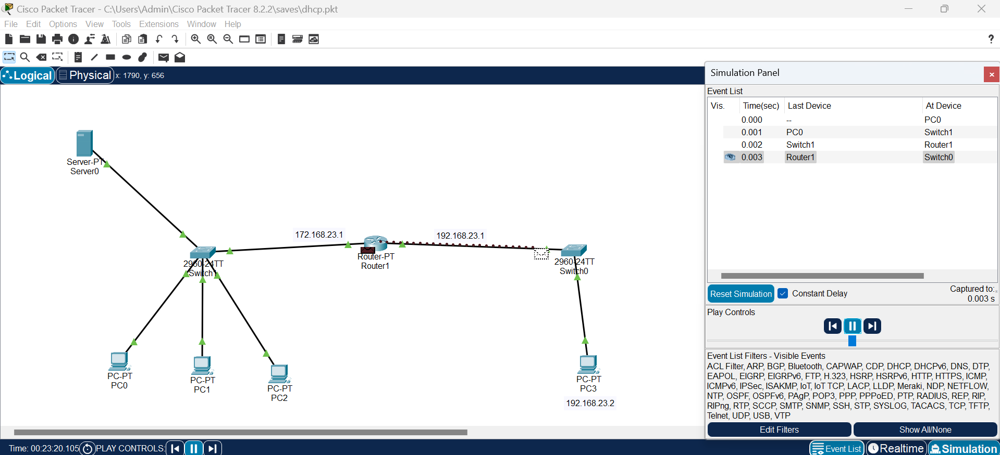 Cisco Packet Tracer - C:\Users\Admin\Cisco Packet Tracer 8.2.2\saves\dhcp.pkt
File Edit Options View Tools Extensions Window Help
?
Logical Physical x: 1790, y: 656
Simulation Panel
Event List
Vis. Time(sec) Last Device At Device
0.000 -- PC0
0.001 PC0 Switch1
0.002 Switch1 Router1
0.003 Router1 Switch0
Server-PT
Server0
172.168.23.1
192.168.23.1
2960-24TT
Switch1
Router-PT
Router1
2960-24TT
Switch0
PC-PT
PC0
PC-PT
PC1
PC-PT
PC2
PC-PT
PC3
192.168.23.2
Reset Simulation Constant Delay
Captured to:
0.003 s
Play Controls
Event List Filters - Visible Events
ACL Filter, ARP, BGP, Bluetooth, CAPWAP, CDP, DHCP, DHCPv6, DNS, DTP,
EAPOL, EIGRP, EIGRPv6, FTP, H.323, HSRP, HSRPv6, HTTP, HTTPS, ICMP,
ICMPv6, IPSec, ISAKMP, IoT, IoT TCP, LACP, LLDP, Meraki, NDP, NETFLOW,
NTP, OSPF, OSPFv6, PAgP, POP3, PPP, PPPoED, PTP, RADIUS, REP, RIP,
RIPng, RTP, SCCP, SMTP, SNMP, SSH, STP, SYSLOG, TACACS, TCP, TFTP,
Telnet, UDP, USB, VTP
Edit Filters Show All/None
Time: 00:23:20.105 PLAY CONTROLS:
Event List Realtime Simulation